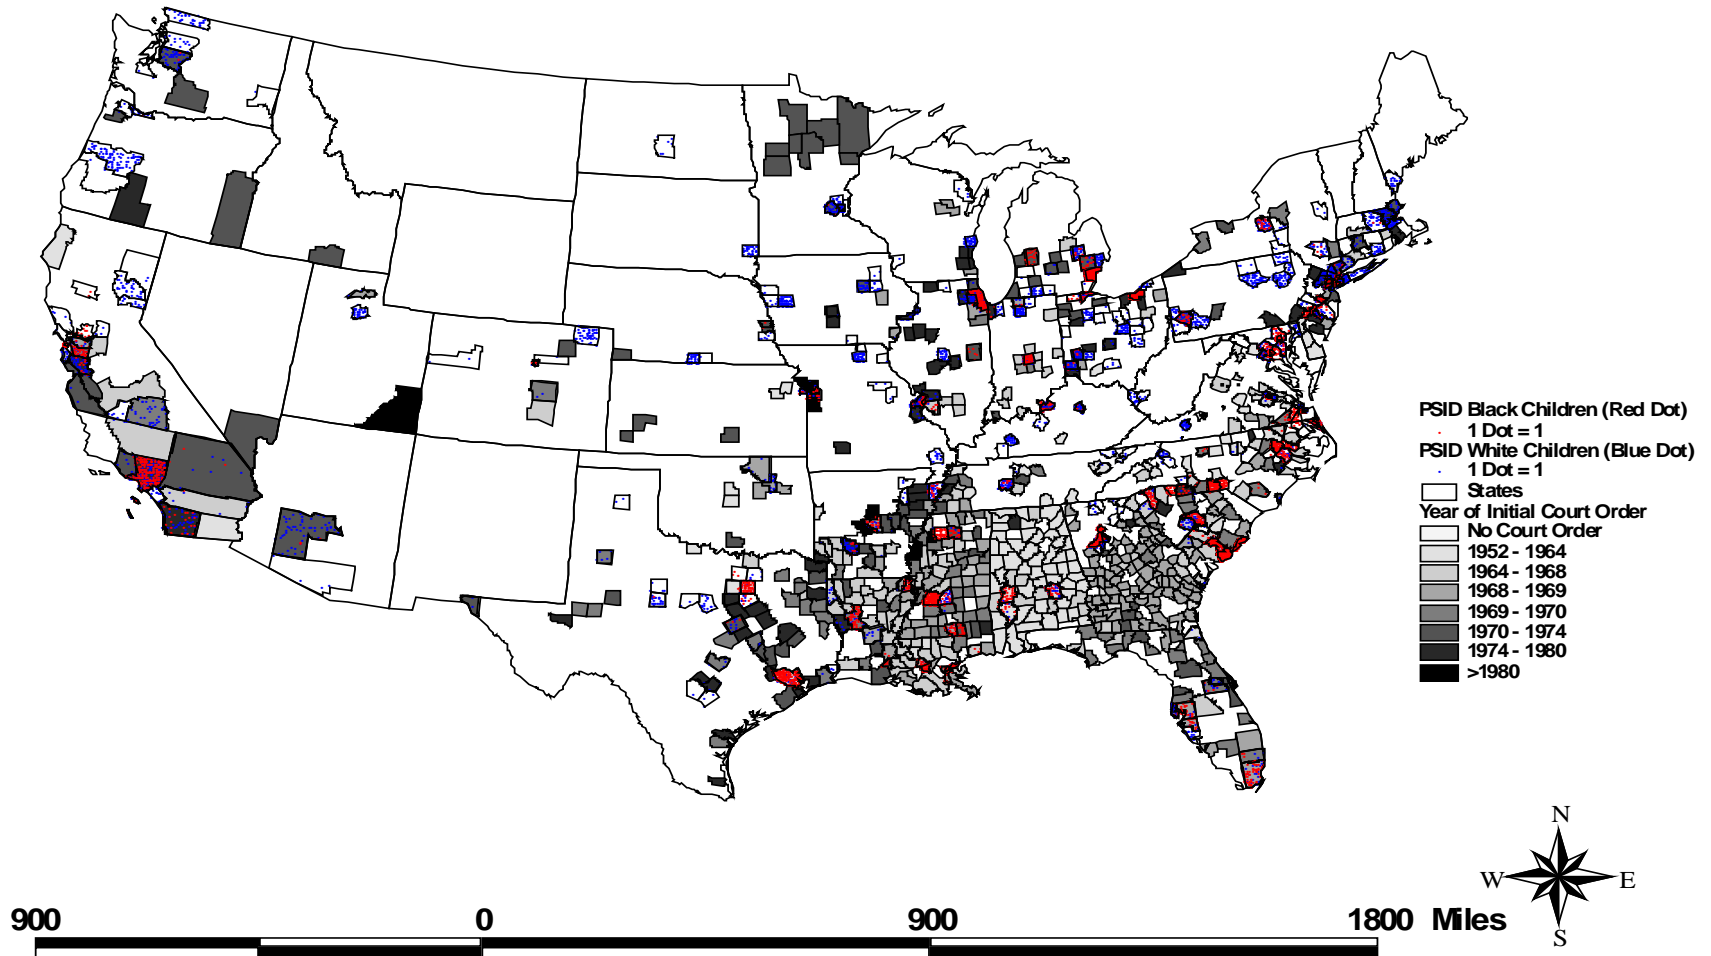 PSID Black Children (Red Dot)
1 Dot = 1
PSID White Children (Blue Dot)
1 Dot = 1
States
Year of Initial Court Order
No Court Order
1952 - 1964
1964 - 1968
1968 - 1969
1969 - 1970
1970 - 1974
1974 - 1980
>1980
N
W E
S
900 0 900 1800 Miles